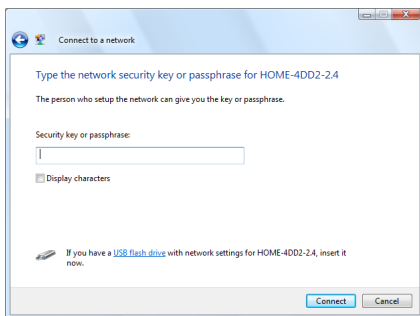 Connect to a network
Type the network security key or passphrase for HOME-4DD2-2.4
The person who setup the network can give you the key or passphrase.
Security key or passphrase:
Display characters
If you have a USB flash drive with network settings for HOME-4DD2-2.4, insert it
now.
Connect Cancel